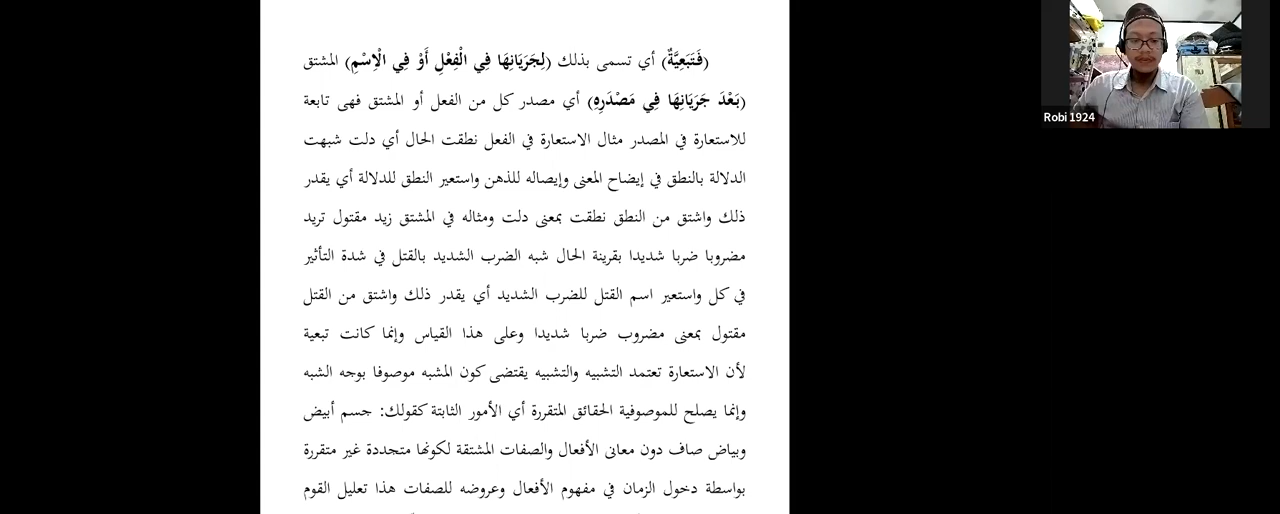 (فَتَبَعِيَّةٌ) أي تسمى بذلك (لِجَرَيَانِهَا فِي الْفِعْلِ أَوْ فِي الْاِسْمِ) المشتق
(بَعْدَ جَرَيَانِهَا فِي مَصْدَرِهِ) أي مصدر كل من الفعل أو المشتق فهى تابعة
للاستعارة في المصدر مثال الاستعارة في الفعل نطقت الحال أي دلت شبهت
الدلالة بالنطق في إيضاح المعنى وإيصاله للذهن واستعير النطق للدلالة أي يقدر
ذلك واشتق من النطق نطقت بمعنى دلت ومثاله في المشتق زيد مقتول تريد
مضروبا ضربا شديدا بقرينة الحال شبه الضرب الشديد بالقتل في شدة التأثير
في كل واستعير اسم القتل للضرب الشديد أي يقدر ذلك واشتق من القتل
مقتول بمعنى مضروب ضربا شديدا وعلى هذا القياس وإنما كانت تبعية
لأن الاستعارة تعتمد التشبيه والتشبيه يقتضى كون المشبه موصوفا بوجه الشبه
وإنما يصلح للموصوفية الحقائق المتقررة أي الأمور الثابتة كقولك: جسم أبيض
وبياض صاف دون معانى الأفعال والصفات المشتقة لكونها متجددة غير متقررة
بواسطة دخول الزمان في مفهوم الأفعال وعروضه للصفات هذا تعليل القوم
Robi 1924